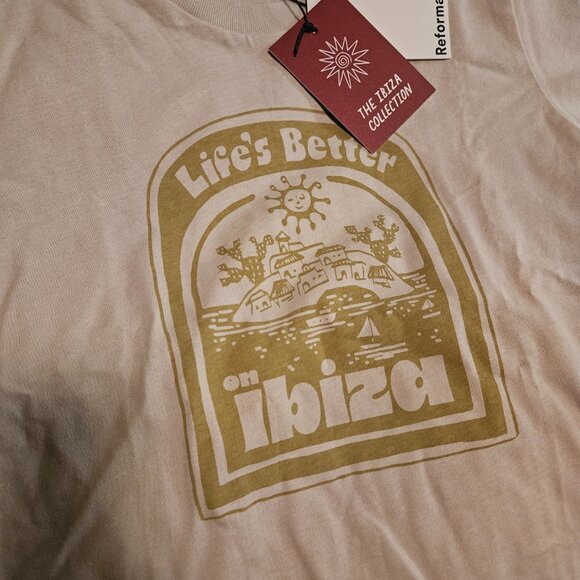 Reforma
THE IBIZA
COLLECTION
Life's Better
on
ibiza